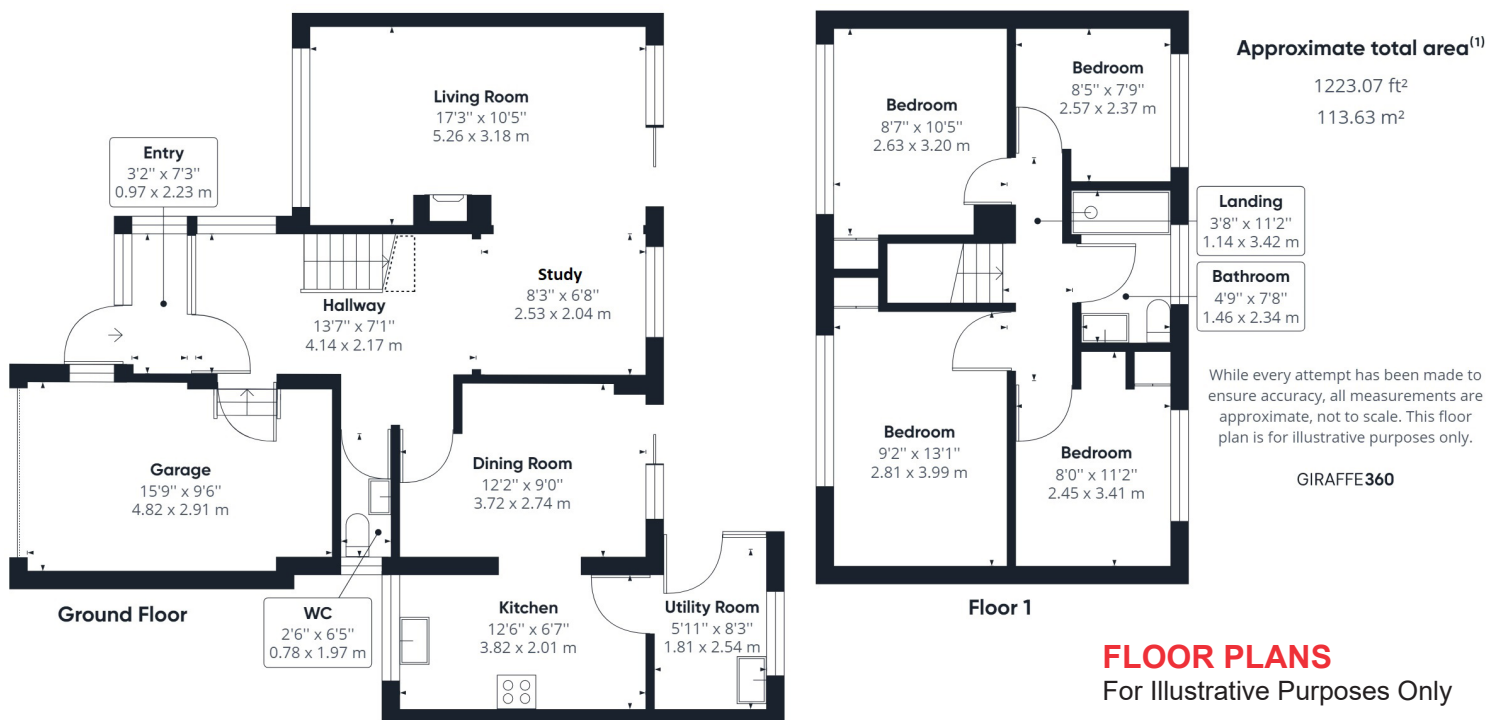 Living Room
17'3'' x 10'5''
5.26 x 3.18 m
Entry
3'2'' x 7'3''
0.97 x 2.23 m
Study
8'3'' x 6'8''
2.53 x 2.04 m
Hallway
13'7'' x 7'1''
4.14 x 2.17 m
Garage
15'9'' x 9'6''
4.82 x 2.91 m
Dining Room
12'2'' x 9'0''
3.72 x 2.74 m
WC
2'6'' x 6'5''
0.78 x 1.97 m
Kitchen
12'6'' x 6'7''
3.82 x 2.01 m
Utility Room
5'11'' x 8'3''
1.81 x 2.54 m
Ground Floor
Bedroom
8'7'' x 10'5''
2.63 x 3.20 m
Bedroom
8'5'' x 7'9''
2.57 x 2.37 m
Landing
3'8'' x 11'2''
1.14 x 3.42 m
Bathroom
4'9'' x 7'8''
1.46 x 2.34 m
Bedroom
9'2'' x 13'1''
2.81 x 3.99 m
Bedroom
8'0'' x 11'2''
2.45 x 3.41 m
Floor 1
Approximate total area(1)
1223.07 ft²
113.63 m²
While every attempt has been made to
ensure accuracy, all measurements are
approximate, not to scale. This floor
plan is for illustrative purposes only.
GIRAFFE360
FLOOR PLANS
For Illustrative Purposes Only